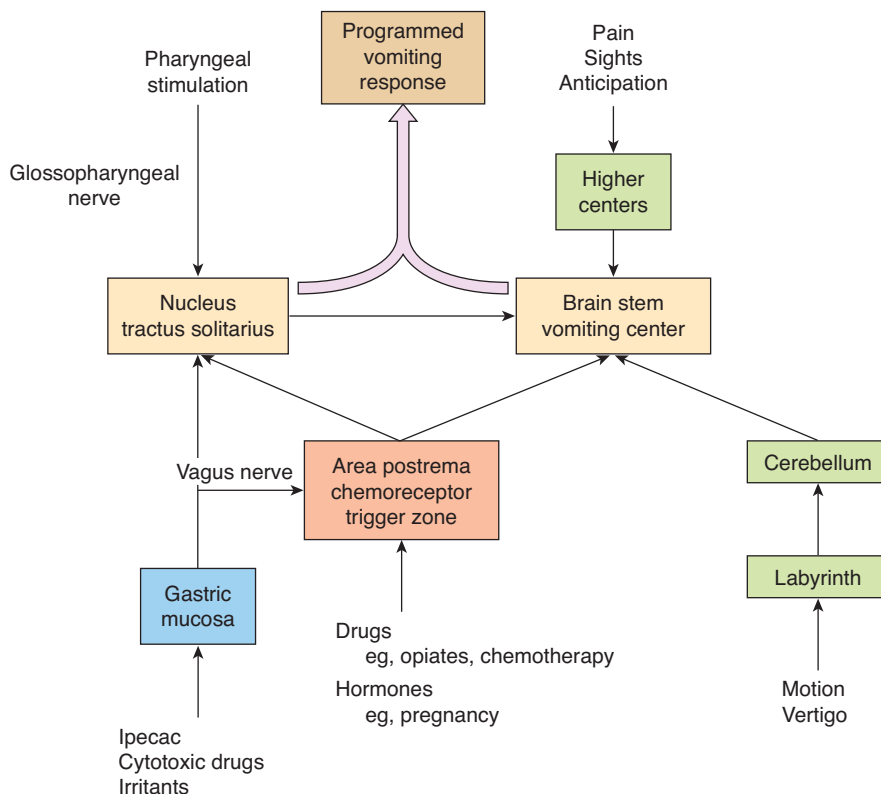 Programmed
vomiting
response
Pharyngeal
stimulation
Pain
Sights
Anticipation
Glossopharyngeal
nerve
Higher
centers
Nucleus
tractus solitarius
Brain stem
vomiting center
Vagus nerve
Area postrema
chemoreceptor
trigger zone
Cerebellum
Gastric
mucosa
Labyrinth
Drugs
eg, opiates, chemotherapy
Hormones
eg, pregnancy
Motion
Vertigo
Ipecac
Cytotoxic drugs
Irritants